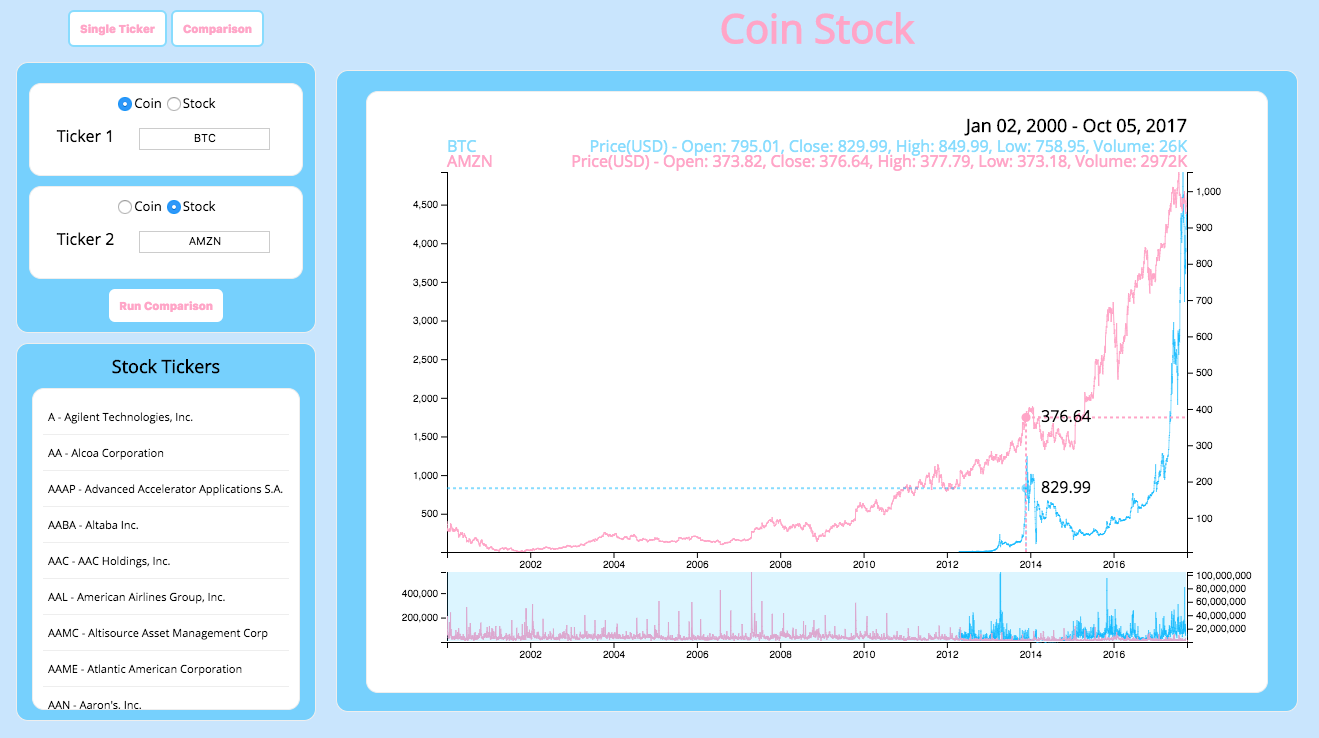 Single Ticker Comparison
Coin Stock
Coin Stock
Ticker 1 BTC
Coin Stock
Ticker 2 AMZN
Run Comparison
Stock Tickers
A - Agilent Technologies, Inc.
AA - Alcoa Corporation
AAAP - Advanced Accelerator Applications S.A.
AABA - Altaba Inc.
AAC - AAC Holdings, Inc.
AAL - American Airlines Group, Inc.
AAMC - Altisource Asset Management Corp
AAME - Atlantic American Corporation
AAN - Aaron's, Inc.
Jan 02, 2000 - Oct 05, 2017
BTC Price(USD) - Open: 795.01, Close: 829.99, High: 849.99, Low: 758.95, Volume: 26K
AMZN Price(USD) - Open: 373.82, Close: 376.64, High: 377.79, Low: 373.18, Volume: 2972K
4,500
4,000
3,500
3,000
2,500
2,000
1,500
1,000
500
1,000
900
800
700
600
500
400
300
200
100
376.64
829.99
2002 2004 2006 2008 2010 2012 2014 2016
400,000
200,000
100,000,000
80,000,000
60,000,000
40,000,000
20,000,000
2002 2004 2006 2008 2010 2012 2014 2016